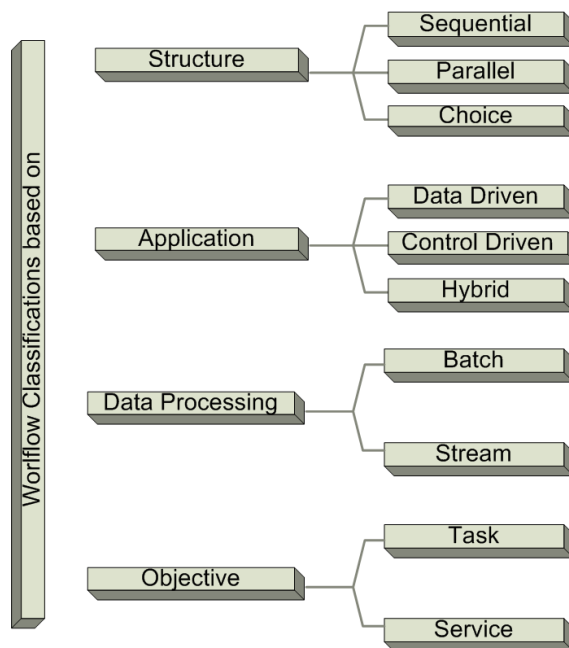 Worlflow Classifications based on
Structure
Sequential
Parallel
Choice
Application
Data Driven
Control Driven
Hybrid
Data Processing
Batch
Stream
Objective
Task
Service